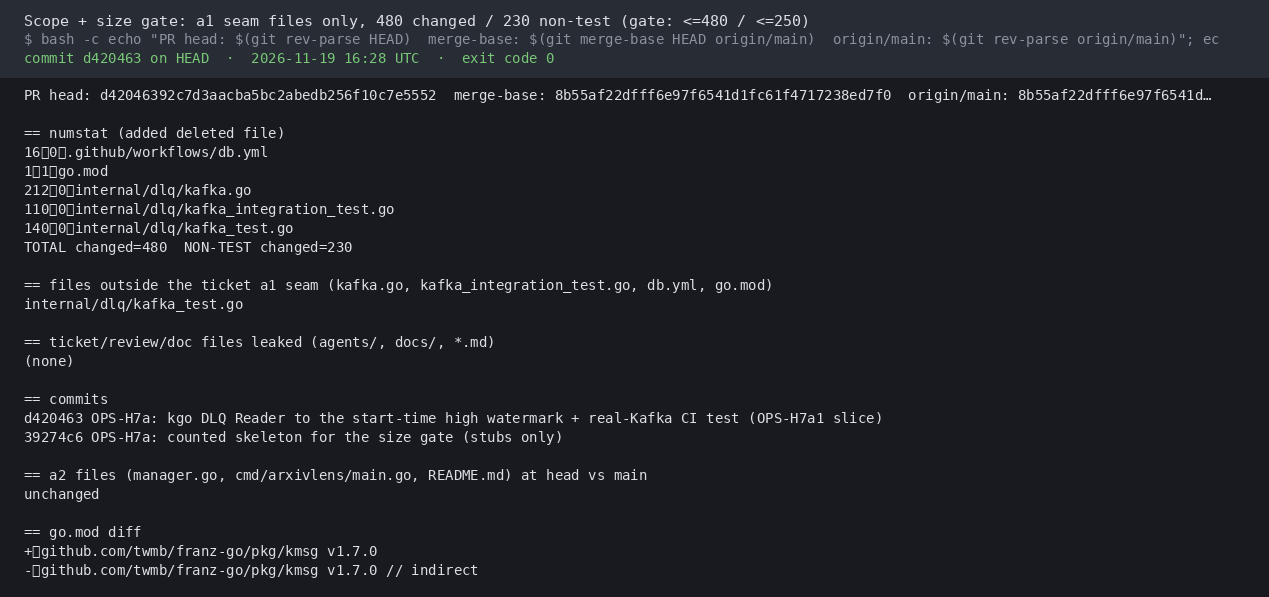 Scope + size gate: a1 seam files only, 480 changed / 230 non-test (gate: <=480 / <=250)
$ bash -c echo "PR head: $(git rev-parse HEAD)  merge-base: $(git merge-base HEAD origin/main)  origin/main: $(git rev-parse origin/main)"; ec
commit d420463 on HEAD  ·  2026-11-19 16:28 UTC  ·  exit code 0
PR head: d42046392c7d3aacba5bc2abedb256f10c7e5552  merge-base: 8b55af22dfff6e97f6541d1fc61f4717238ed7f0  origin/main: 8b55af22dfff6e97f6541d…
== numstat (added deleted file)
16▯0▯.github/workflows/db.yml
1▯1▯go.mod
212▯0▯internal/dlq/kafka.go
110▯0▯internal/dlq/kafka_integration_test.go
140▯0▯internal/dlq/kafka_test.go
TOTAL changed=480  NON-TEST changed=230
== files outside the ticket a1 seam (kafka.go, kafka_integration_test.go, db.yml, go.mod)
internal/dlq/kafka_test.go
== ticket/review/doc files leaked (agents/, docs/, *.md)
(none)
== commits
d420463 OPS-H7a: kgo DLQ Reader to the start-time high watermark + real-Kafka CI test (OPS-H7a1 slice)
39274c6 OPS-H7a: counted skeleton for the size gate (stubs only)
== a2 files (manager.go, cmd/arxivlens/main.go, README.md) at head vs main
unchanged
== go.mod diff
+▯github.com/twmb/franz-go/pkg/kmsg v1.7.0
-▯github.com/twmb/franz-go/pkg/kmsg v1.7.0 // indirect